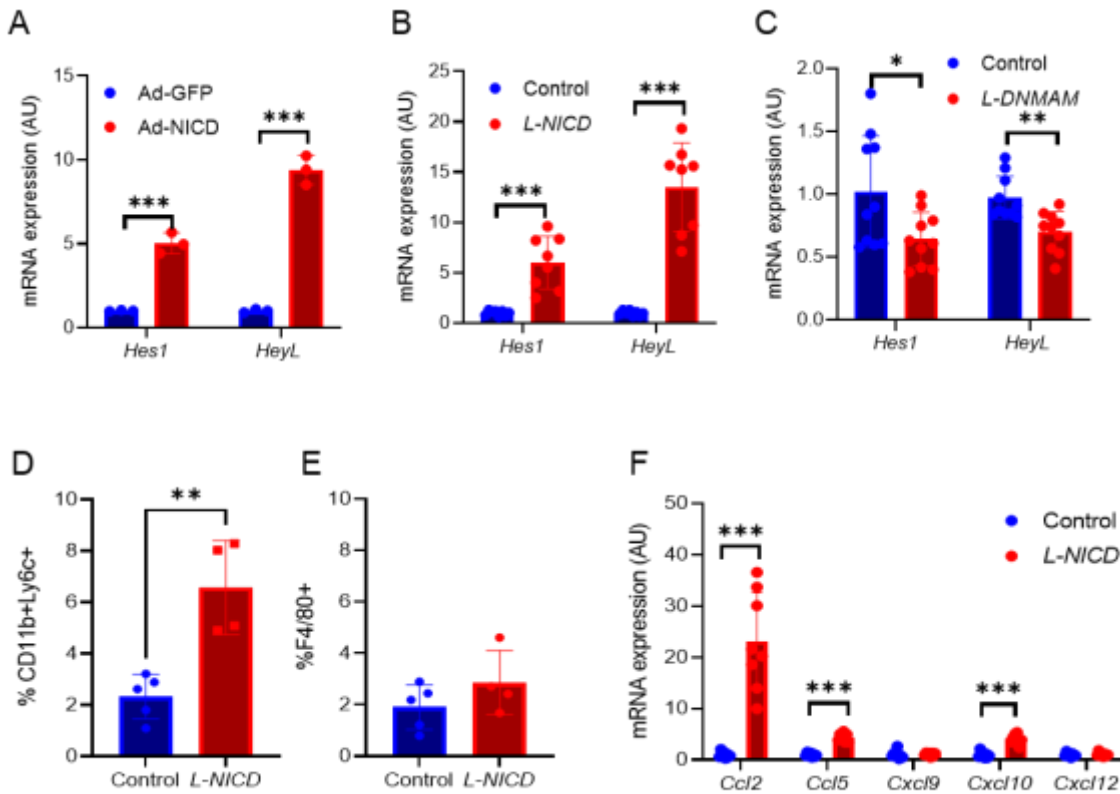 A
mRNA expression (AU)
15
10
5
0
Ad-GFP
Ad-NICD
***
***
Hes1
HeyL
B
mRNA expression (AU)
25
20
15
10
5
0
Control
L-NICD
***
***
Hes1
HeyL
C
mRNA expression (AU)
2.0
1.5
1.0
0.5
0.0
Control
L-DNMAM
*
**
Hes1
HeyL
D
% CD11b+Ly6c+
10
8
6
4
2
0
**
Control L-NICD
E
%F4/80+
10
8
6
4
2
0
Control L-NICD
F
mRNA expression (AU)
50
40
30
20
10
0
Control
L-NICD
***
***
***
Ccl2 Ccl5 Cxcl9 Cxcl10 Cxcl12